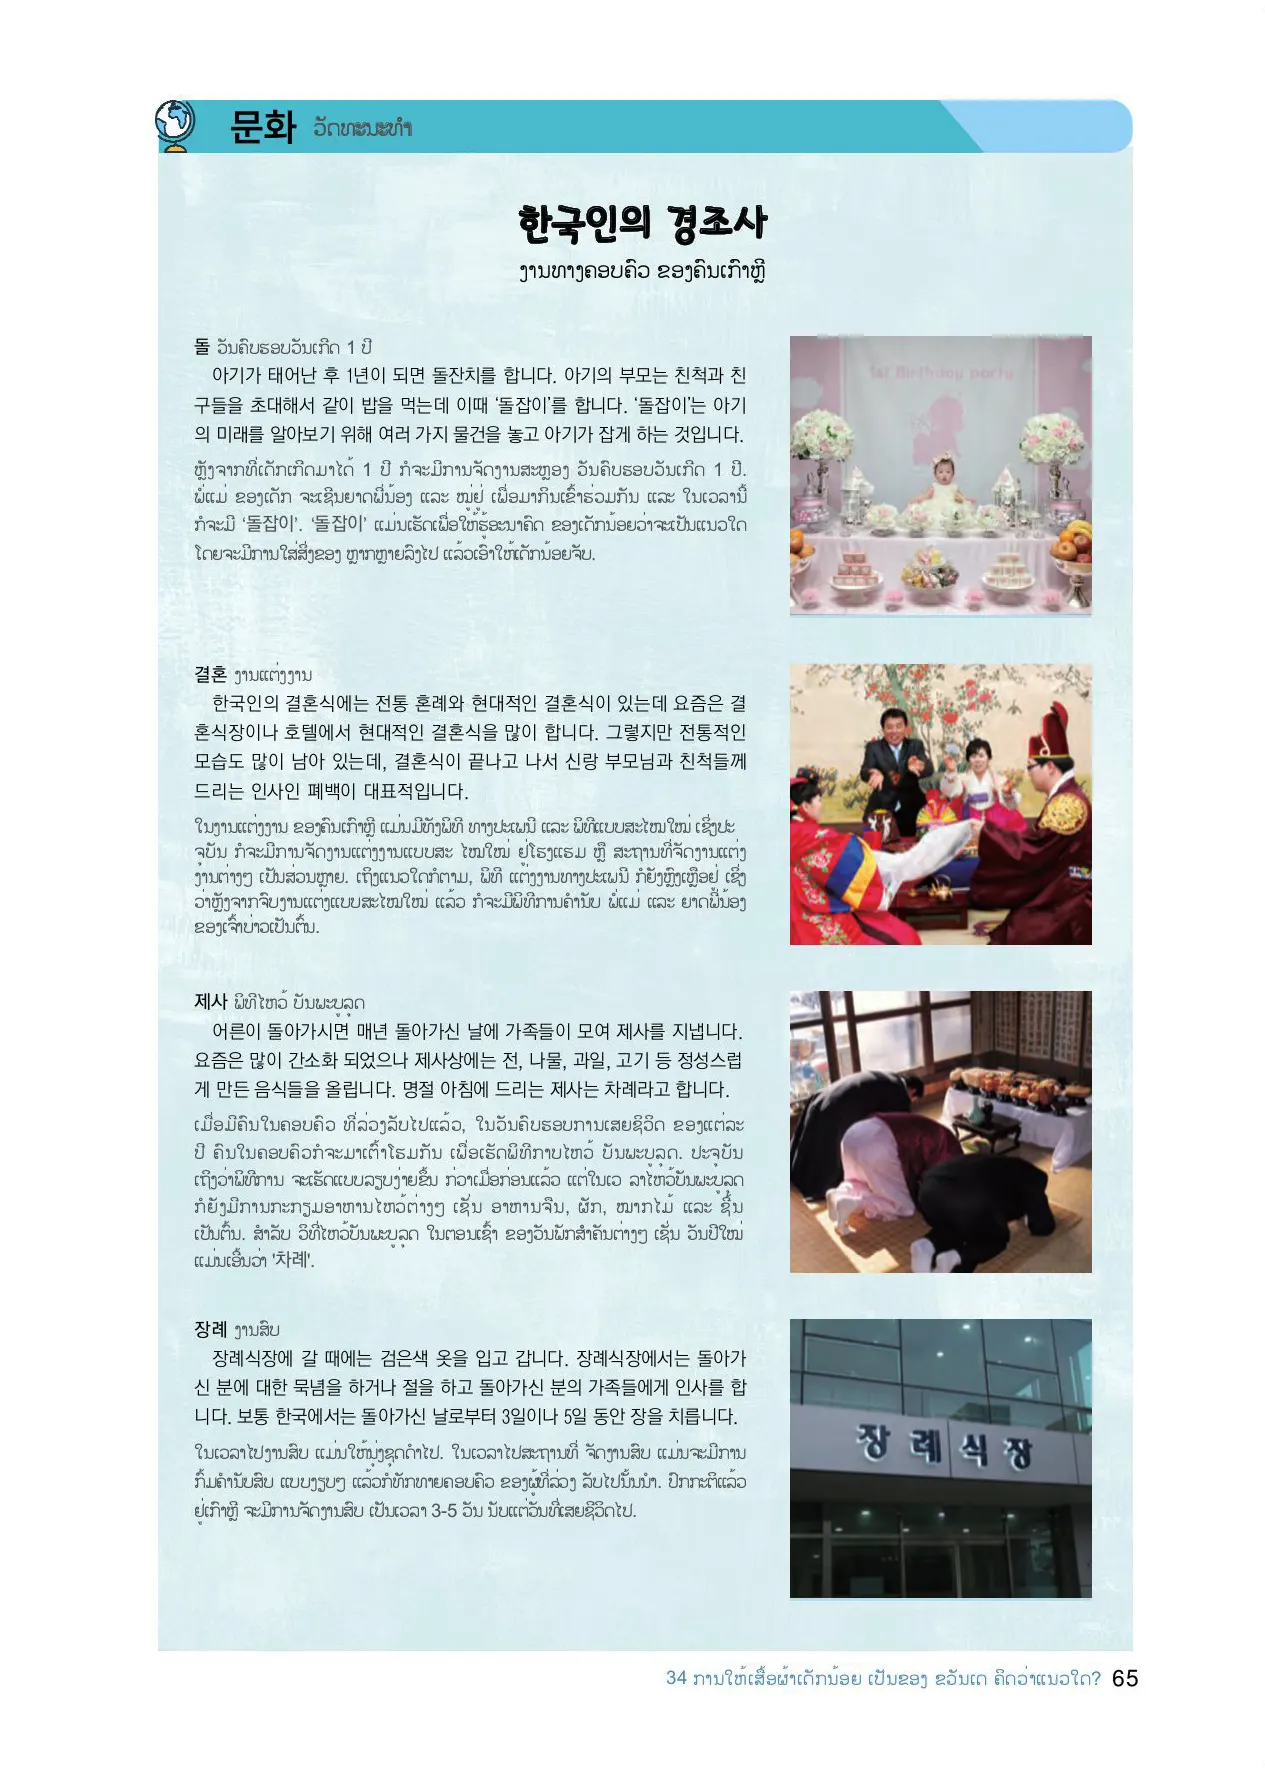 문화 ວັດທະນະທຳ
한국인의 경조사
ງານທາງຄອບຄົວ ຂອງຄົນເກົາຫຼີ
돌 ວັນຄົບຮອບວັນເກີດ 1 ປີ
아기가 태어난 후 1년이 되면 돌잔치를 합니다. 아기의 부모는 친척과 친
구들을 초대해서 같이 밥을 먹는데 이때 ‘돌잡이’를 합니다. ‘돌잡이’는 아기
의 미래를 알아보기 위해 여러 가지 물건을 놓고 아기가 잡게 하는 것입니다.
1st Birthday party
ຫຼັງຈາກທີ່ເດັກເກີດມາໄດ້ 1 ປີ ກໍຈະມີການຈັດງານສະຫຼອງ ວັນຄົບຮອບວັນເກີດ 1 ປີ.
ພໍ່ແມ່ ຂອງເດັກ ຈະເຊີນຍາດພີ່ນ້ອງ ແລະ ໝູ່ຢູ່ ເພື່ອມາກິນເຂົ້າຮ່ວມກັນ ແລະ ໃນເວລານີ້
ກໍຈະມີ ‘돌잡이’. ‘돌잡이’ ແມ່ນເຮັດເພື່ອໃຫ້ຮູ້ອະນາຄົດ ຂອງເດັກນ້ອຍວ່າຈະເປັນແນວໃດ
ໂດຍຈະມີການໃສ່ສິ່ງຂອງ ຫຼາກຫຼາຍລົງໄປ ແລ້ວເອົາໃຫ້ເດັກນ້ອຍຈັບ.
결혼 ງານແຕ່ງງານ
한국인의 결혼식에는 전통 혼례와 현대적인 결혼식이 있는데 요즘은 결
혼식장이나 호텔에서 현대적인 결혼식을 많이 합니다. 그렇지만 전통적인
모습도 많이 남아 있는데, 결혼식이 끝나고 나서 신랑 부모님과 친척들께
드리는 인사인 폐백이 대표적입니다.
ໃນງານແຕ່ງງານ ຂອງຄົນເກົາຫຼີ ແມ່ນມີທັງພິທີ ທາງປະເພນີ ແລະ ພິທີແບບສະໄໝໃໝ່ ເຊິ່ງປະ
ຈຸບັນ ກໍຈະມີການຈັດງານແຕ່ງງານແບບສະ ໄໝໃໝ່ ຢູ່ໂຮງແຮມ ຫຼື ສະຖານທີ່ຈັດງານແຕ່ງ
ງານຕ່າງໆ ເປັນສ່ວນຫຼາຍ. ເຖິງແນວໃດກໍຕາມ, ພິທີ ແຕ່ງງານທາງປະເພນີ ກໍຍັງຫຼົງເຫຼືອຢູ່ ເຊິ່ງ
ວ່າຫຼັງຈາກຈົບງານແຕ່ງແບບສະໄໝໃໝ່ ແລ້ວ ກໍຈະມີພິທີການຄຳນັບ ພໍ່ແມ່ ແລະ ຍາດພີ່ນ້ອງ
ຂອງເຈົ້າບ່າວເປັນຕົ້ນ.
제사 ພິທີໄຫວ້ ບັນພະບູລຸດ
어른이 돌아가시면 매년 돌아가신 날에 가족들이 모여 제사를 지냅니다.
요즘은 많이 간소화 되었으나 제사상에는 전, 나물, 과일, 고기 등 정성스럽
게 만든 음식들을 올립니다. 명절 아침에 드리는 제사는 차례라고 합니다.
ເມື່ອມີຄົນໃນຄອບຄົວ ທີ່ລ່ວງລັບໄປແລ້ວ, ໃນວັນຄົບຮອບການເສຍຊີວິດ ຂອງແຕ່ລະ
ປີ ຄົນໃນຄອບຄົວກໍຈະມາເຕົ້າໂຮມກັນ ເພື່ອເຮັດພິທີກາບໄຫວ້ ບັນພະບູລຸດ. ປະຈຸບັນ
ເຖິງວ່າພິທີການ ຈະເຮັດແບບລຽບງ່າຍຂຶ້ນ ກ່ວາເມື່ອກ່ອນແລ້ວ ແຕ່ໃນເວ ລາໄຫວ້ບັນພະບູລຸດ
ກໍຍັງມີການກະກຽມອາຫານໄຫວ້ຕ່າງໆ ເຊັ່ນ ອາຫານຈືນ, ຜັກ, ໝາກໄມ້ ແລະ ຊີ້ນ
ເປັນຕົ້ນ. ສຳລັບ ວິທີໄຫວ້ບັນພະບູລຸດ ໃນຕອນເຊົ້າ ຂອງວັນພັກສຳຄັນຕ່າງໆ ເຊັ່ນ ວັນປີໃໝ່
ແມ່ນເອີ້ນວ່າ '차례'.
장례 ງານສົບ
장례식장에 갈 때에는 검은색 옷을 입고 갑니다. 장례식장에서는 돌아가
신 분에 대한 묵념을 하거나 절을 하고 돌아가신 분의 가족들에게 인사를 합
니다. 보통 한국에서는 돌아가신 날로부터 3일이나 5일 동안 장을 치릅니다.
장례식장
ໃນເວລາໄປງານສົບ ແມ່ນໃຫ້ນຸ່ງຊຸດດຳໄປ. ໃນເວລາໄປສະຖານທີ່ ຈັດງານສົບ ແມ່ນຈະມີການ
ກົ້ມຄຳນັບສົບ ແບບງຽບໆ ແລ້ວກໍທັກທາຍຄອບຄົວ ຂອງຜູ້ທີ່ລ່ວງ ລັບໄປນັ້ນນຳ. ປົກກະຕິແລ້ວ
ຢູ່ເກົາຫຼີ ຈະມີການຈັດງານສົບ ເປັນເວລາ 3-5 ວັນ ນັບແຕ່ວັນທີ່ເສຍຊີວິດໄປ.
34 ການໃຫ້ເສື້ອຜ້າເດັກນ້ອຍ ເປັນຂອງ ຂວັນເດ ຄິດວ່າແນວໃດ? 65